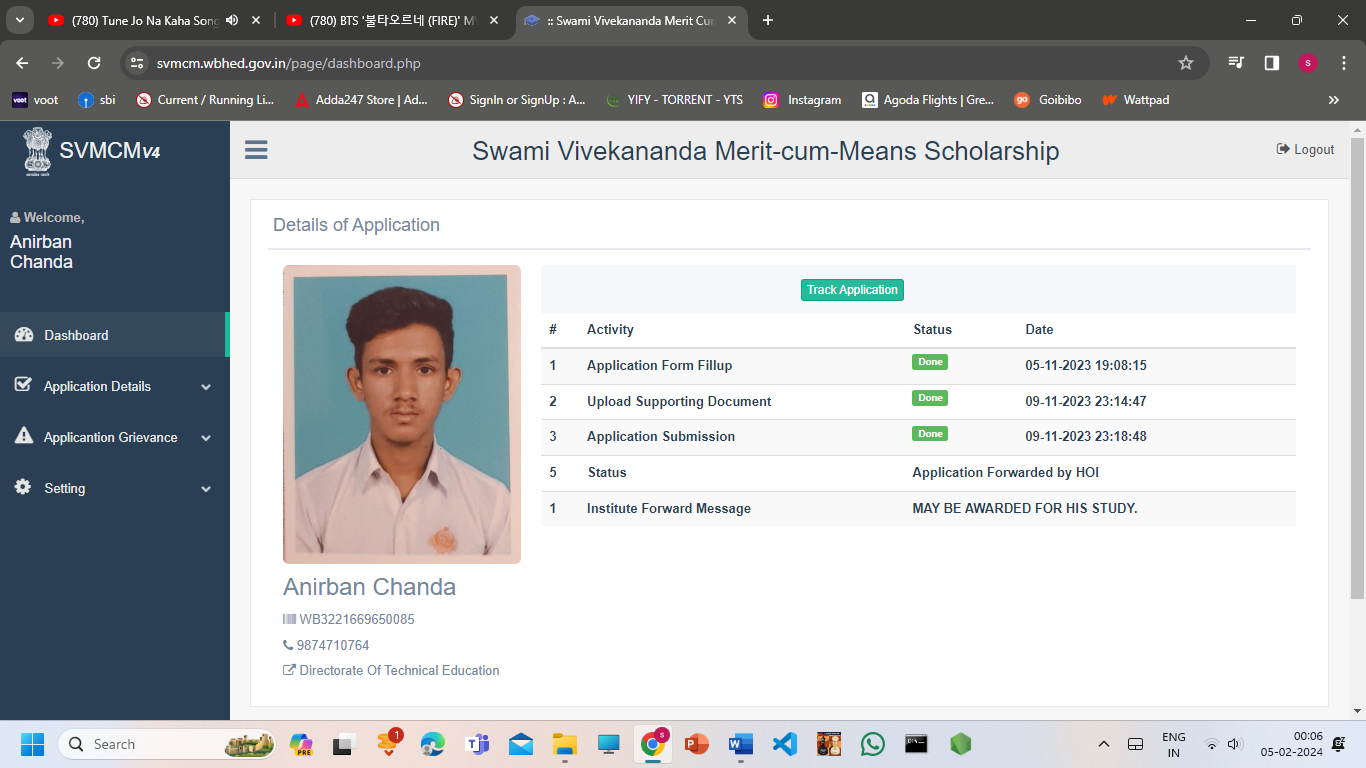 (780) Tune Jo Na Kaha Song
(780) BTS '불타오르네 (FIRE)' M
:: Swami Vivekananda Merit Cum
svmcm.wbhed.gov.in/page/dashboard.php
s
voot
sbi
Current / Running Li...
Adda247 Store | Ad...
SignIn or SignUp : A...
YIFY - TORRENT - YTS
Instagram
Agoda Flights | Gre...
go
Goibibo
Wattpad
SVMCM V4
Swami Vivekananda Merit-cum-Means Scholarship
Logout
Welcome,
Anirban
Chanda
Dashboard
Application Details
Applicantion Grievance
Setting
Details of Application
Track Application
# Activity Status Date
1 Application Form Fillup Done 05-11-2023 19:08:15
2 Upload Supporting Document Done 09-11-2023 23:14:47
3 Application Submission Done 09-11-2023 23:18:48
5 Status Application Forwarded by HOI
1 Institute Forward Message MAY BE AWARDED FOR HIS STUDY.
Anirban Chanda
WB3221669650085
9874710764
Directorate Of Technical Education
Search
PRE
1
s
ENG
IN
00:06
05-02-2024